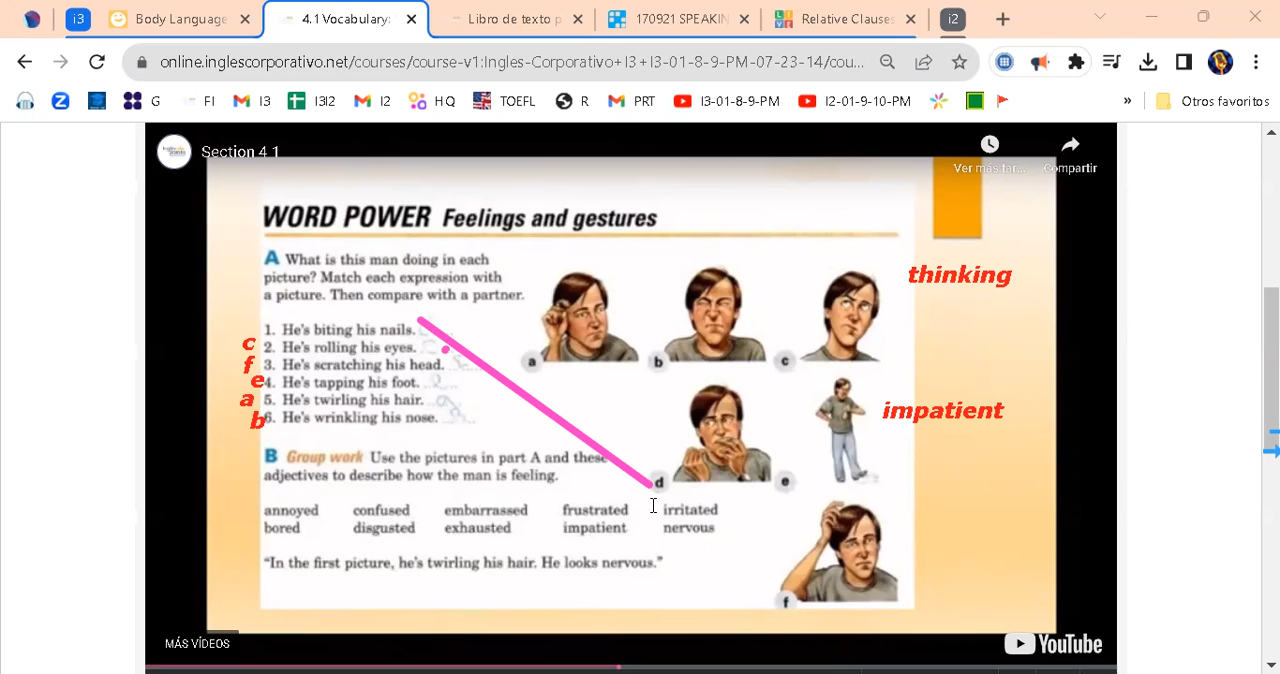 i3
Body Language
4.1 Vocabulary:
Libro de texto p
170921 SPEAKIN
Relative Clauses
i2
online.inglescorporativo.net/courses/course-v1:Ingles-Corporativo+I3+I3-01-8-9-PM-07-23-14/cou...
G
FI
I3
I3I2
I2
HQ
TOEFL
R
PRT
I3-01-8-9-PM
I2-01-9-10-PM
»
Otros favoritos
Section 4 1
Ver más tar...
Compartir
WORD POWER Feelings and gestures
A What is this man doing in each
picture? Match each expression with
a picture. Then compare with a partner.
1. He's biting his nails.
c 2. He's rolling his eyes.
f 3. He's scratching his head.
e 4. He's tapping his foot.
a 5. He's twirling his hair.
b 6. He's wrinkling his nose.
a
b
c
thinking
d
e
impatient
f
B Group work Use the pictures in part A and these
adjectives to describe how the man is feeling.
annoyed confused embarrassed frustrated irritated
bored disgusted exhausted impatient nervous
"In the first picture, he's twirling his hair. He looks nervous."
MÁS VÍDEOS
YouTube